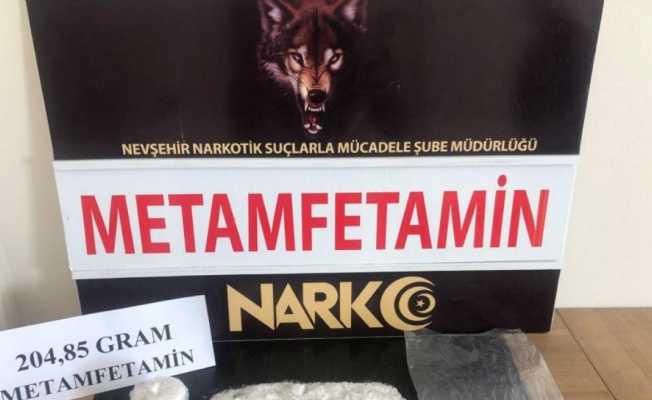 NEVŞEHİR NARKOTİK SUÇLARLA MÜCADELE ŞUBE MÜDÜRLÜĞÜ
METAMFETAMİN
NARKO
204,85 GRAM
METAMFETAMİN